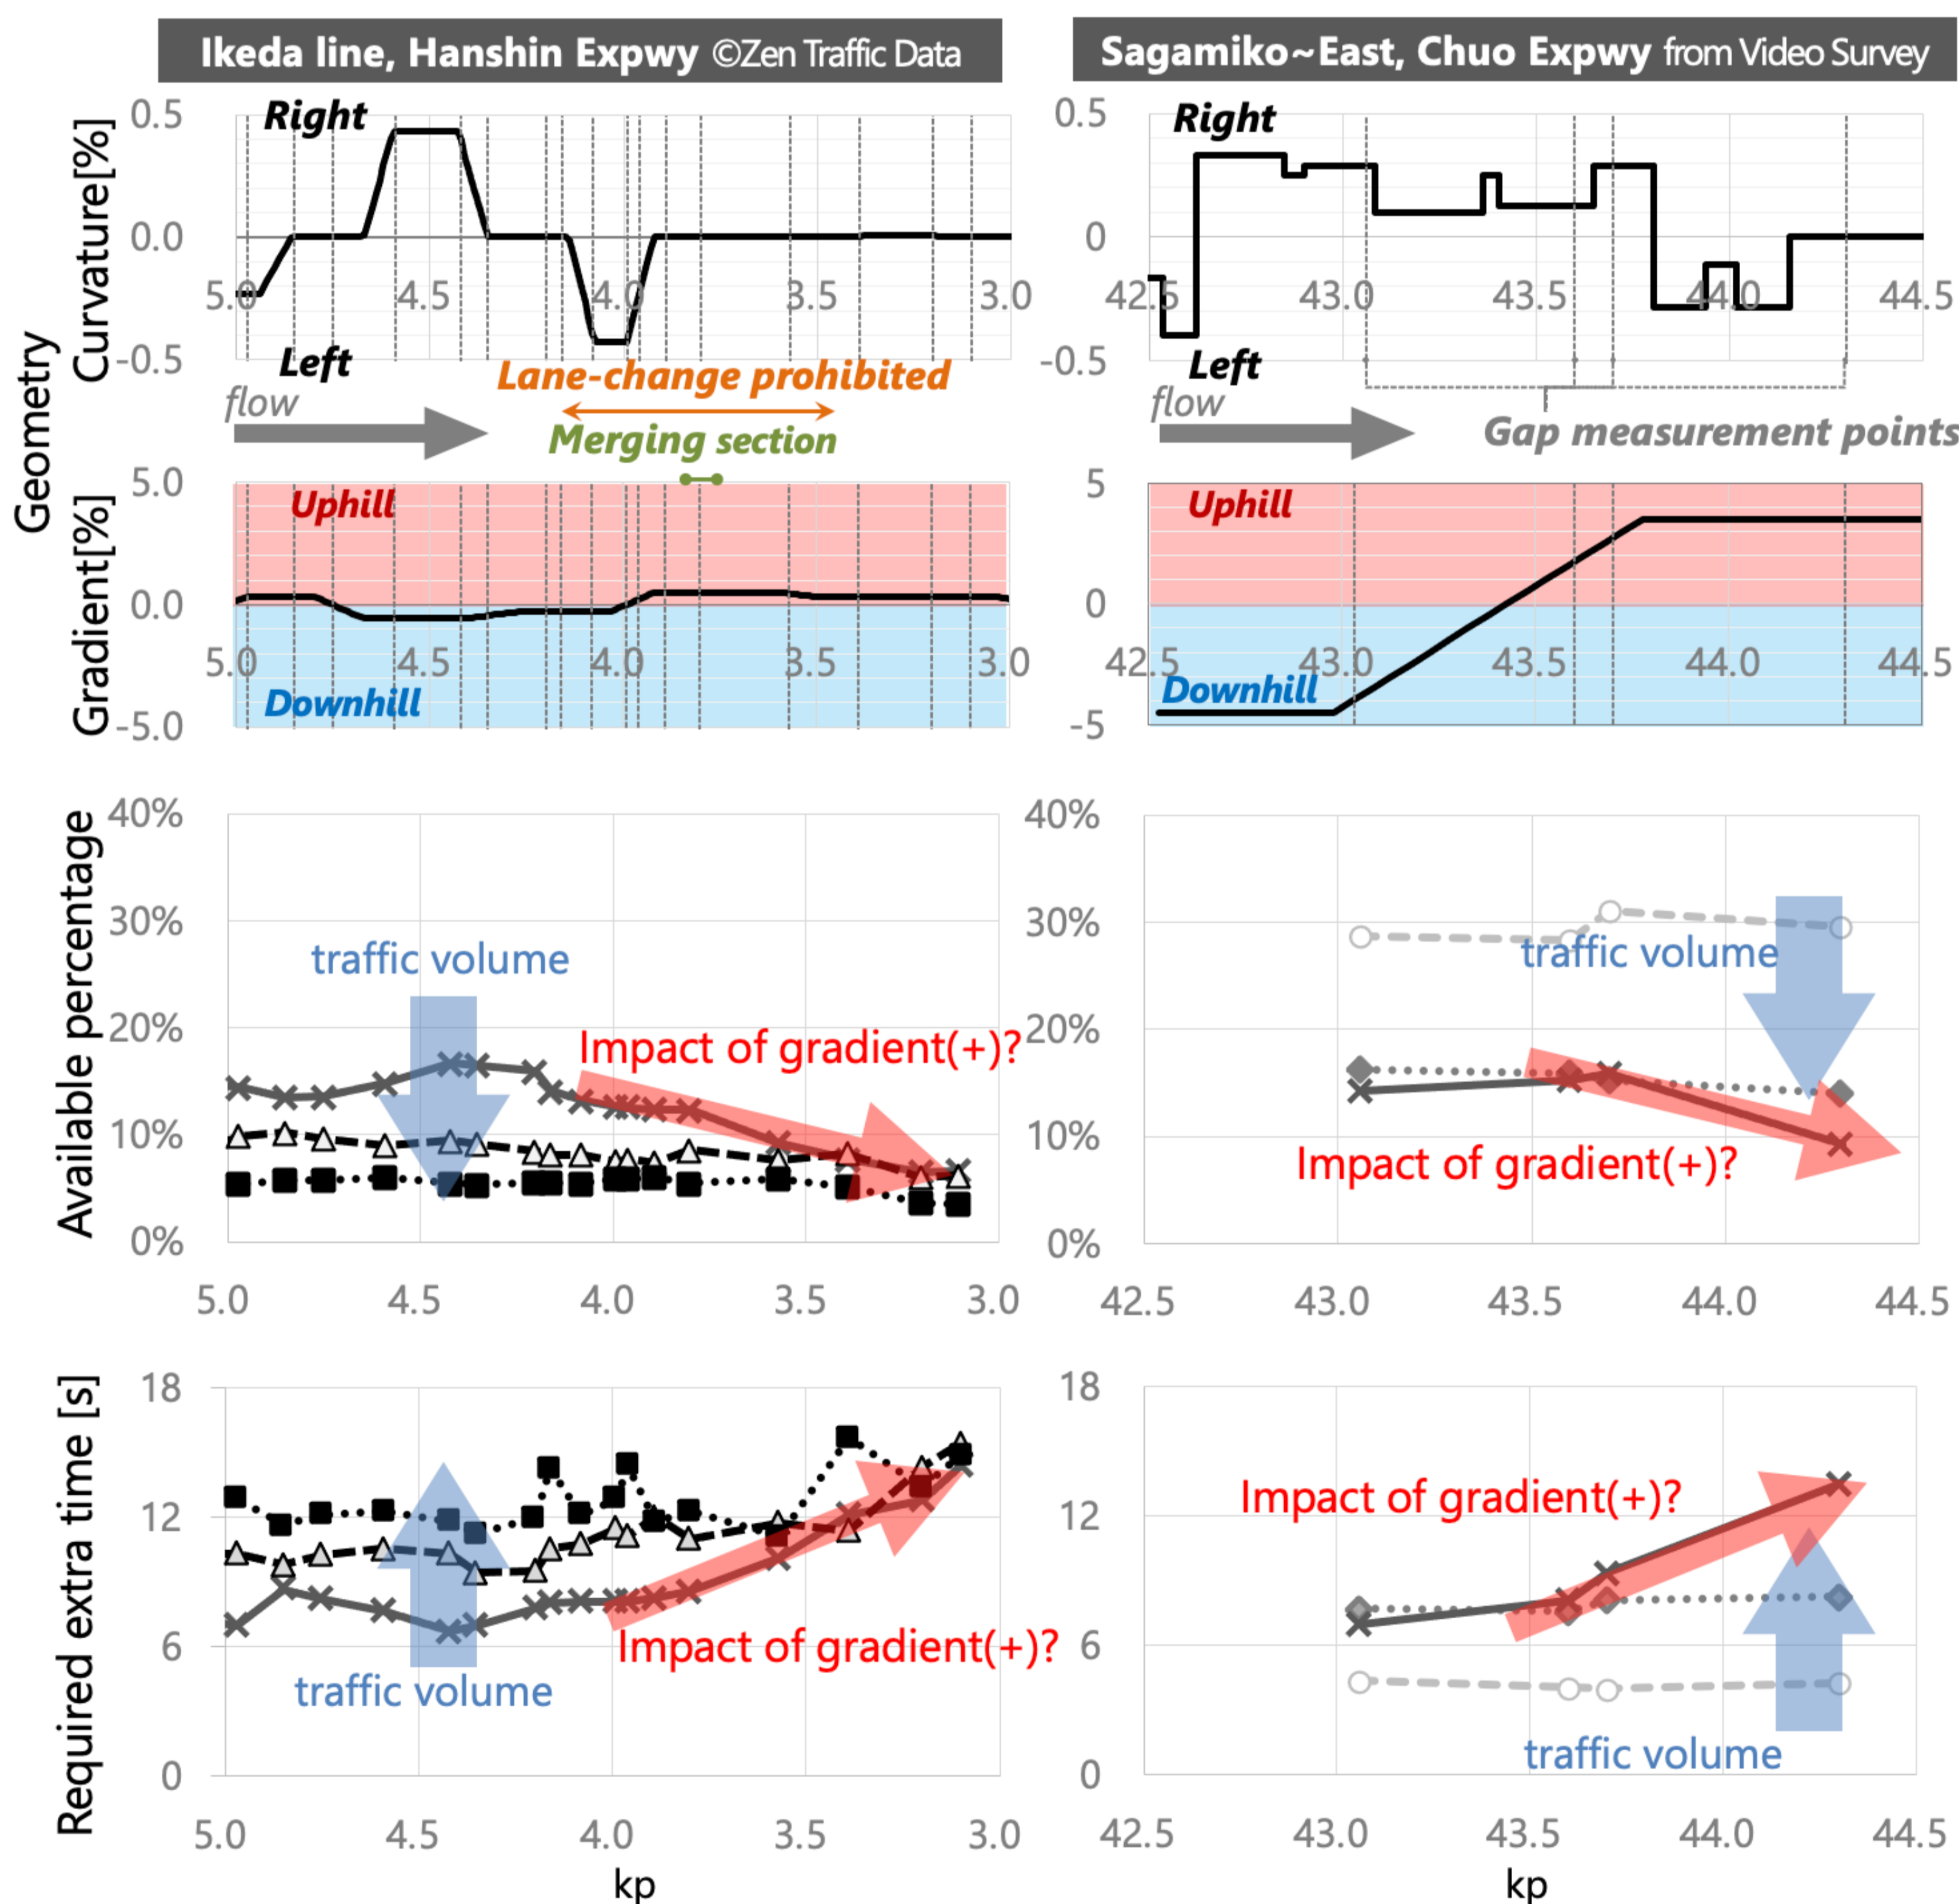 Ikeda line, Hanshin Expwy ©Zen Traffic Data
Sagamiko~East, Chuo Expwy from Video Survey
Geometry
Curvature[%]
0.5
0.0
-0.5
Right
Left
5.0 4.5 4.0 3.5 3.0
0.5
0
-0.5
Right
Left
42.5 43.0 43.5 44.0 44.5
flow
Lane-change prohibited
Merging section
flow
Gap measurement points
Gradient[%]
5.0
0.0
-5.0
Uphill
Downhill
5.0 4.5 4.0 3.5 3.0
5
0
-5
Uphill
Downhill
42.5 43.0 43.5 44.0 44.5
Available percentage
40%
30%
20%
10%
0%
traffic volume
Impact of gradient(+)?
5.0 4.5 4.0 3.5 3.0
40%
30%
20%
10%
0%
traffic volume
Impact of gradient(+)?
42.5 43.0 43.5 44.0 44.5
Required extra time [s]
18
12
6
0
Impact of gradient(+)?
traffic volume
5.0 4.5 4.0 3.5 3.0
kp
18
12
6
0
Impact of gradient(+)?
traffic volume
42.5 43.0 43.5 44.0 44.5
kp